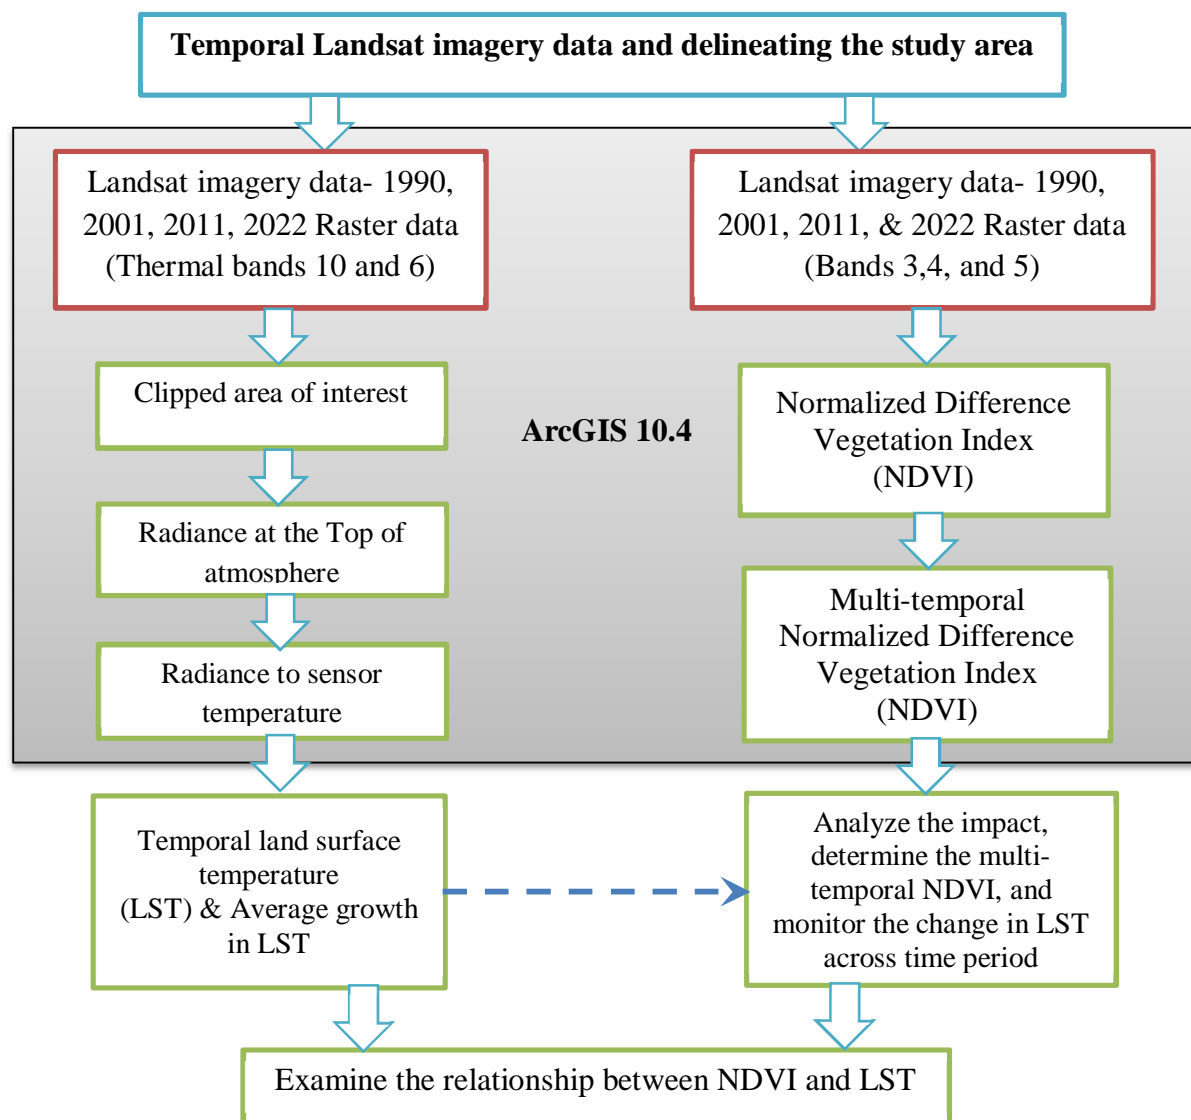 Temporal Landsat imagery data and delineating the study area
Landsat imagery data- 1990,
2001, 2011, 2022 Raster data
(Thermal bands 10 and 6)
Landsat imagery data- 1990,
2001, 2011, & 2022 Raster data
(Bands 3,4, and 5)
Clipped area of interest
Normalized Difference
Vegetation Index
(NDVI)
ArcGIS 10.4
Radiance at the Top of
atmosphere
Multi-temporal
Normalized Difference
Vegetation Index
(NDVI)
Radiance to sensor
temperature
Temporal land surface
temperature
(LST) & Average growth
in LST
Analyze the impact,
determine the multi-
temporal NDVI, and
monitor the change in LST
across time period
Examine the relationship between NDVI and LST